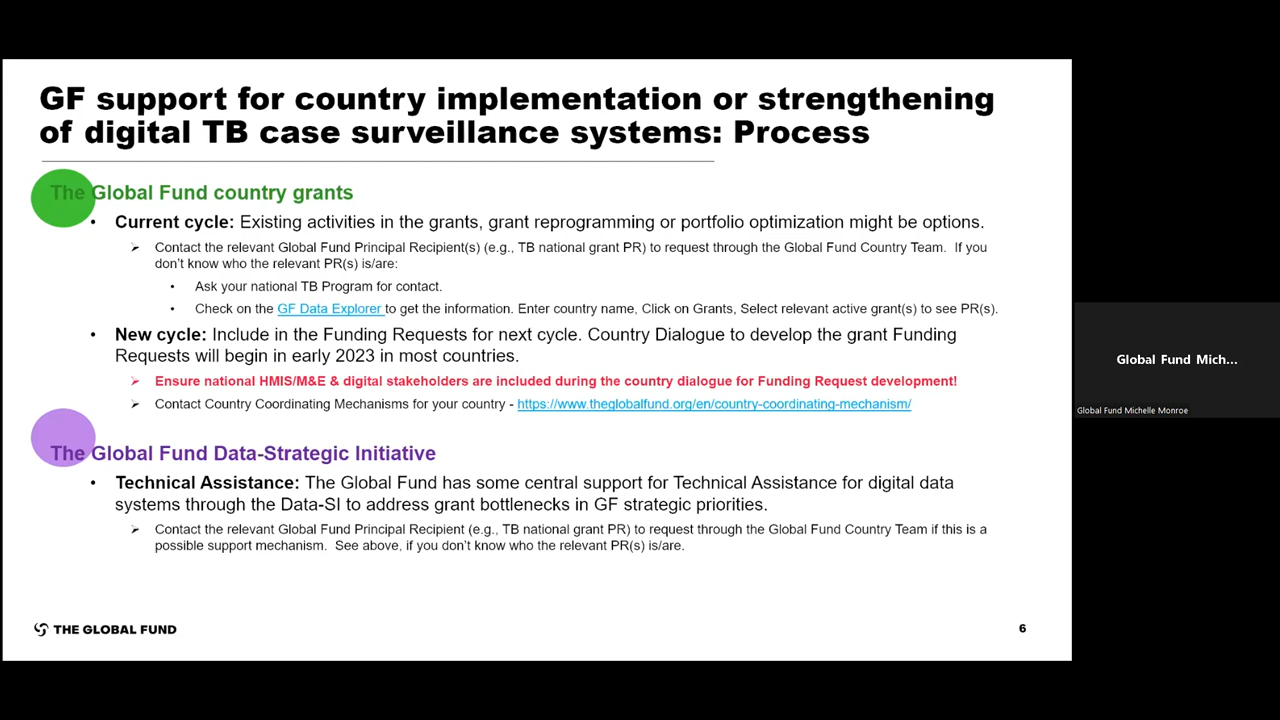 GF support for country implementation or strengthening
of digital TB case surveillance systems: Process
The Global Fund country grants
• Current cycle: Existing activities in the grants, grant reprogramming or portfolio optimization might be options.
➢ Contact the relevant Global Fund Principal Recipient(s) (e.g., TB national grant PR) to request through the Global Fund Country Team. If you
don't know who the relevant PR(s) is/are:
• Ask your national TB Program for contact.
• Check on the GF Data Explorer to get the information. Enter country name, Click on Grants, Select relevant active grant(s) to see PR(s).
• New cycle: Include in the Funding Requests for next cycle. Country Dialogue to develop the grant Funding
Requests will begin in early 2023 in most countries.
➢ Ensure national HMIS/M&E & digital stakeholders are included during the country dialogue for Funding Request development!
➢ Contact Country Coordinating Mechanisms for your country - https://www.theglobalfund.org/en/country-coordinating-mechanism/
The Global Fund Data-Strategic Initiative
• Technical Assistance: The Global Fund has some central support for Technical Assistance for digital data
systems through the Data-SI to address grant bottlenecks in GF strategic priorities.
➢ Contact the relevant Global Fund Principal Recipient (e.g., TB national grant PR) to request through the Global Fund Country Team if this is a
possible support mechanism. See above, if you don't know who the relevant PR(s) is/are.
THE GLOBAL FUND
6
Global Fund Mich...
Global Fund Michelle Monroe